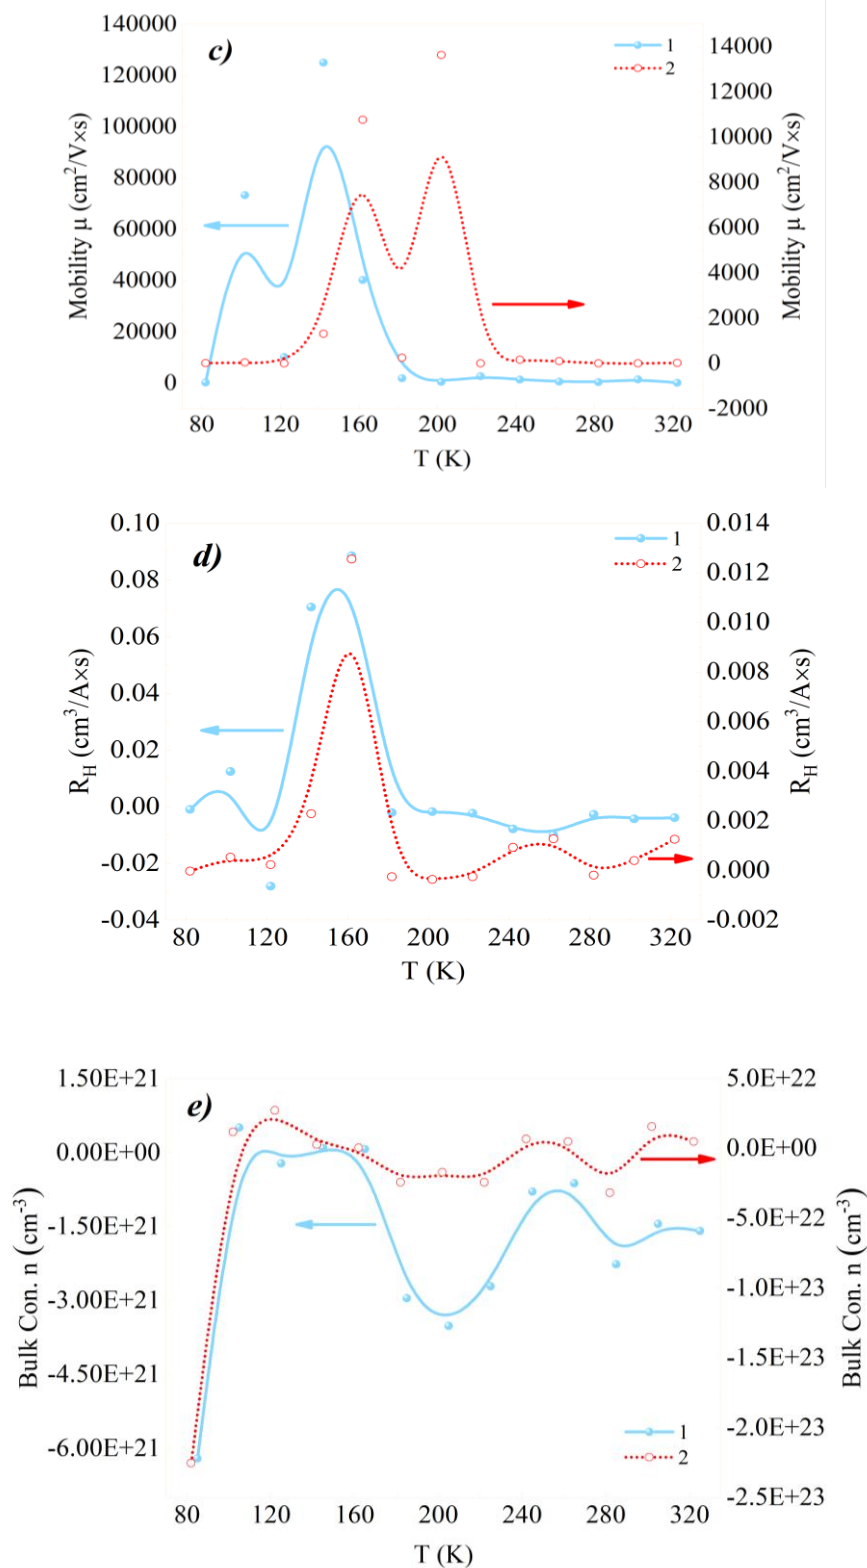 c)
140000
120000
100000
80000
60000
40000
20000
0
Mobility μ (cm²/V×s)
1
2
14000
12000
10000
8000
6000
4000
2000
0
-2000
Mobility μ (cm²/V×s)
80 120 160 200 240 280 320
T (K)
d)
0.10
0.08
0.06
0.04
0.02
0.00
-0.02
-0.04
R_H (cm³/A×s)
1
2
0.014
0.012
0.010
0.008
0.006
0.004
0.002
0.000
-0.002
R_H (cm³/A×s)
80 120 160 200 240 280 320
T (K)
e)
1.50E+21
0.00E+00
-1.50E+21
-3.00E+21
-4.50E+21
-6.00E+21
Bulk Con. n (cm⁻³)
5.0E+22
0.0E+00
-5.0E+22
-1.0E+23
-1.5E+23
-2.0E+23
-2.5E+23
Bulk Con. n (cm⁻³)
1
2
80 120 160 200 240 280 320
T (K)